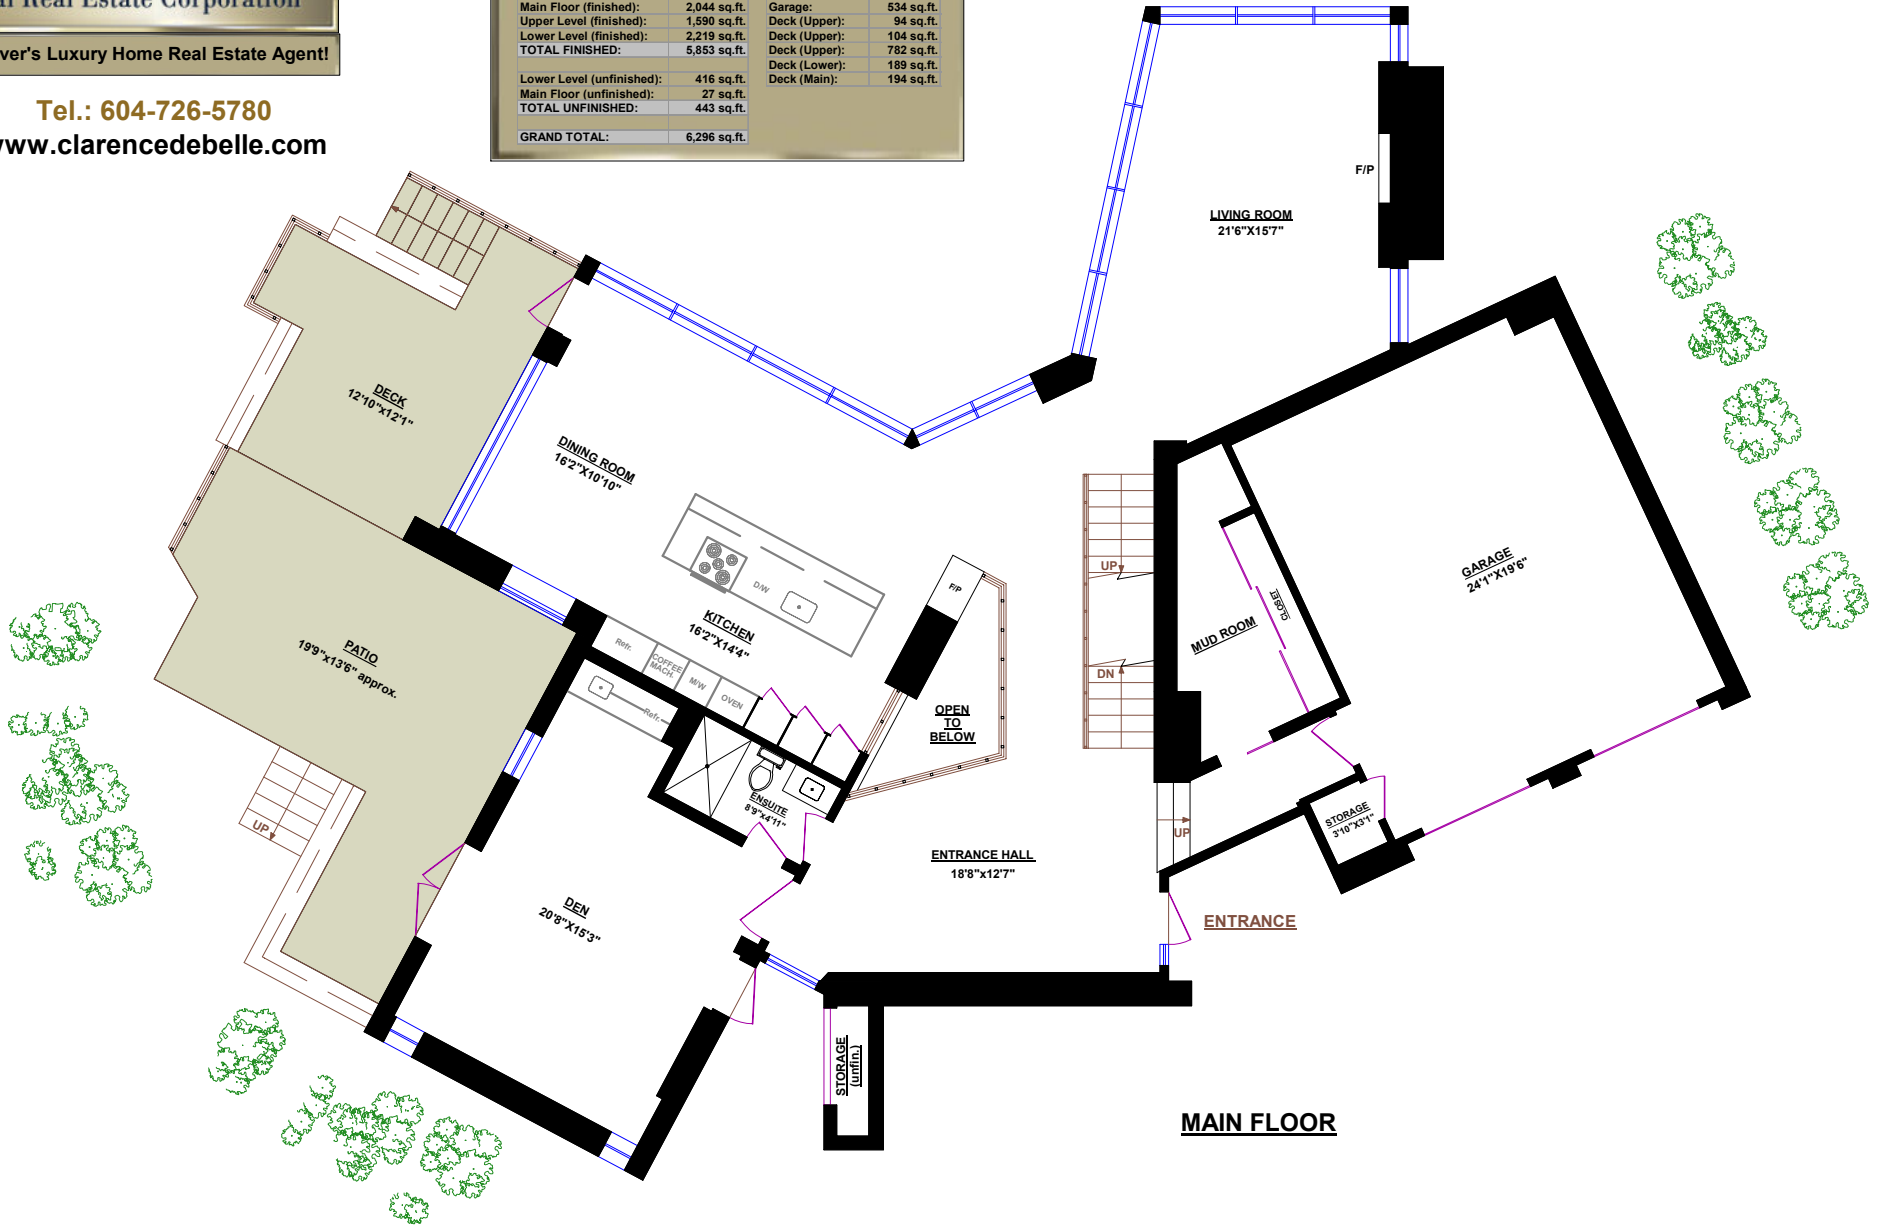 Real Estate Corporation
Luxury Home Real Estate Agent!
Tel.: 604-726-5780
www.clarencedebelle.com
Main Floor (finished): 2,044 sq.ft.
Upper Level (finished): 1,590 sq.ft.
Lower Level (finished): 2,219 sq.ft.
TOTAL FINISHED: 5,853 sq.ft.
Lower Level (unfinished): 416 sq.ft.
Main Floor (unfinished): 27 sq.ft.
TOTAL UNFINISHED: 443 sq.ft.
GRAND TOTAL: 6,296 sq.ft.
Garage: 534 sq.ft.
Deck (Upper): 94 sq.ft.
Deck (Upper): 104 sq.ft.
Deck (Upper): 782 sq.ft.
Deck (Lower): 189 sq.ft.
Deck (Main): 194 sq.ft.
F/P
LIVING ROOM
21'6"X15'7"
DECK
12'10"x12'1"
DINING ROOM
16'2"X10'10"
D/W
KITCHEN
16'2"X14'4"
F/P
Refr.
COFFEE
MACH.
M/W
OVEN
Refr.
PATIO
19'9"x13'6" approx.
UP
OPEN
TO
BELOW
ENSUITE
8'9"x4'11"
DEN
20'8"X15'3"
ENTRANCE HALL
18'8"x12'7"
UP
DN
UP
MUD ROOM
CLOSET
GARAGE
24'1"X19'6"
STORAGE
3'10"X3'1"
ENTRANCE
STORAGE
(unfin.)
MAIN FLOOR